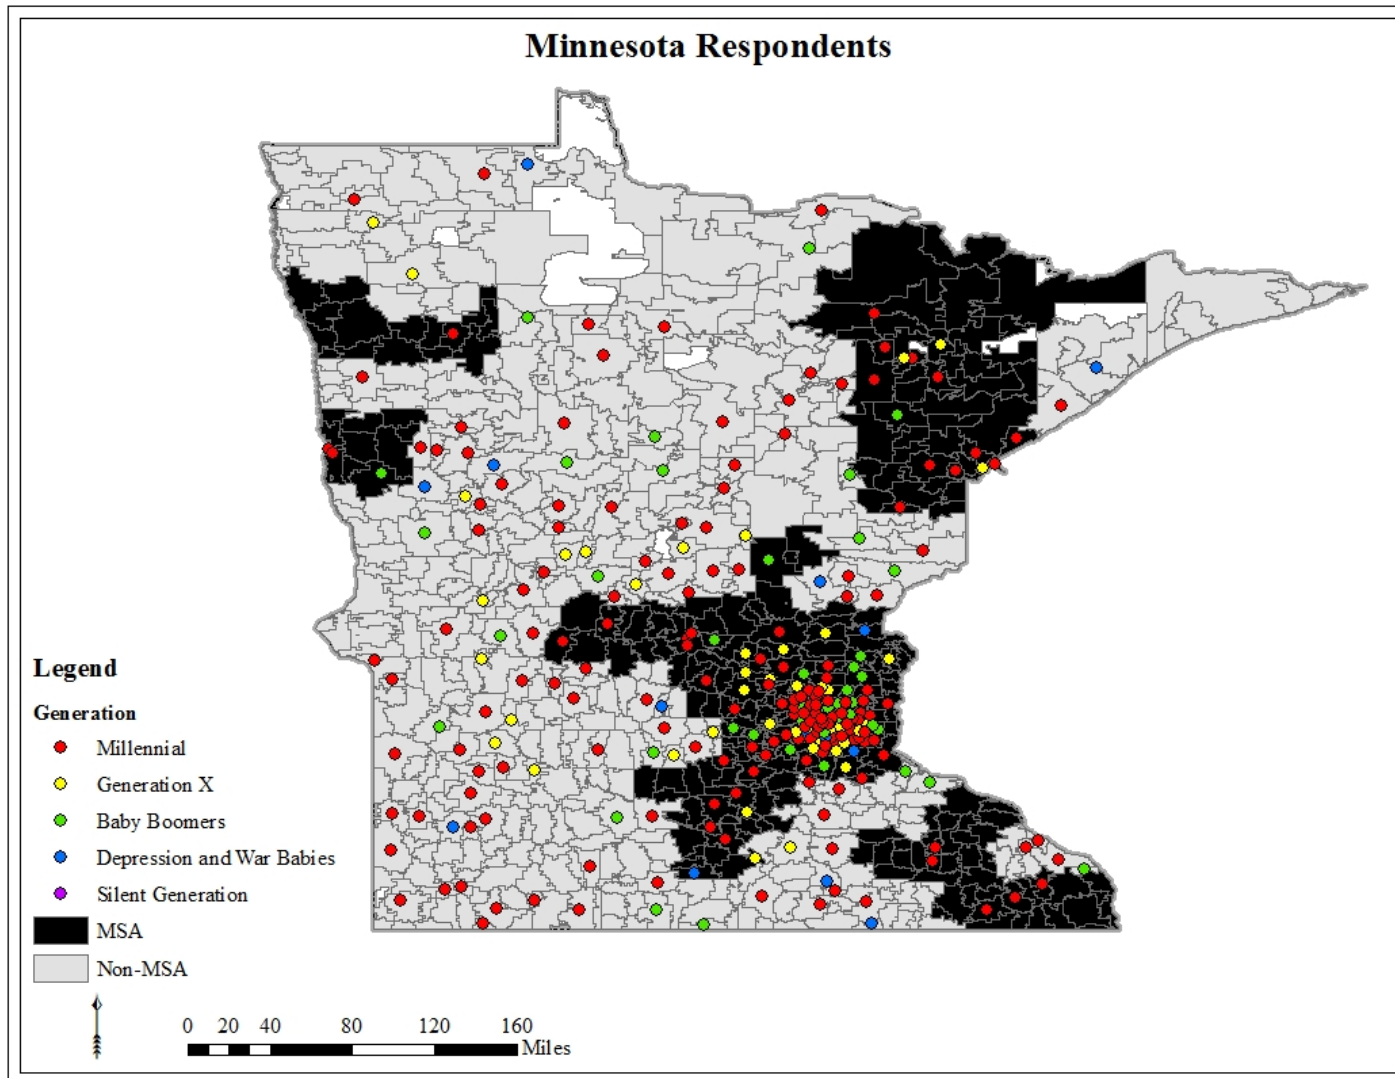 Minnesota Respondents
Legend
Generation
Millennial
Generation X
Baby Boomers
Depression and War Babies
Silent Generation
MSA
Non-MSA
0 20 40 80 120 160
Miles